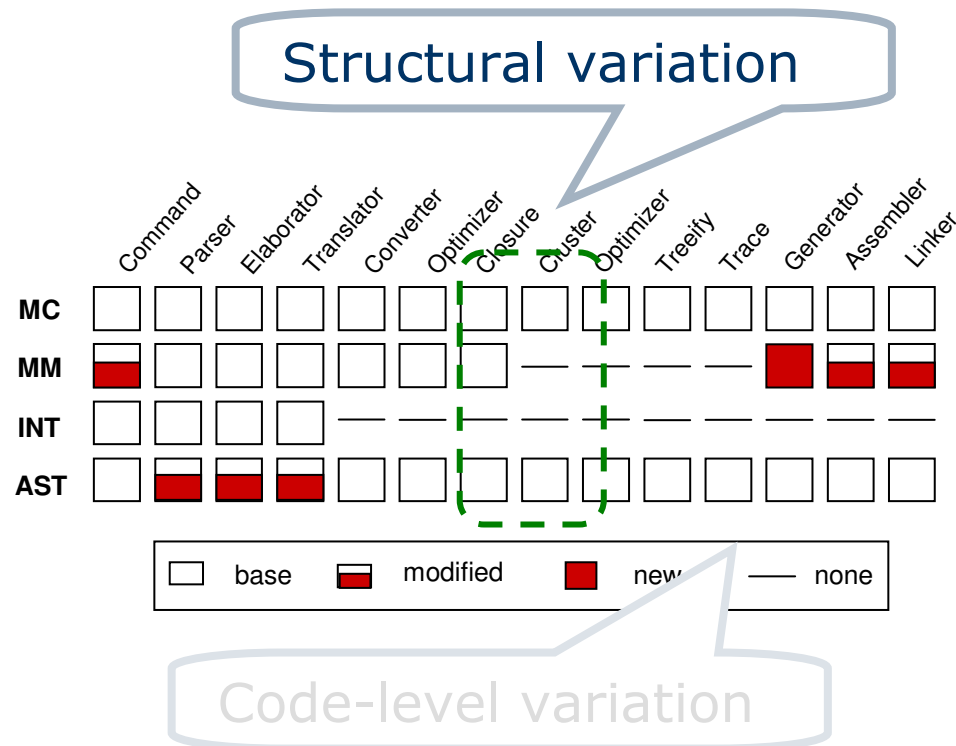 Structural variation
Command Parser Elaborator Translator Converter Optimizer Closure Cluster Optimizer Treeify Trace Generator Assembler Linker
MC
MM
INT
AST
base modified new none
Code-level variation